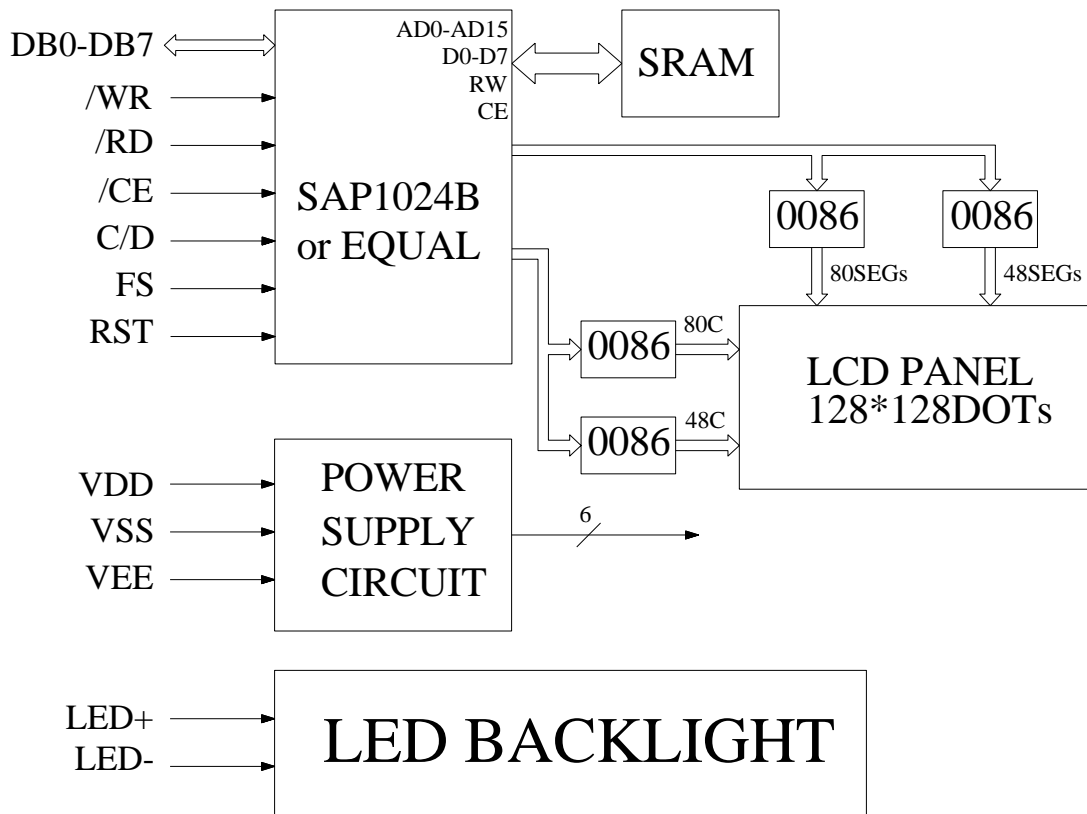 DB0-DB7
/WR
/RD
/CE
C/D
FS
RST
SAP1024B
or EQUAL
AD0-AD15
D0-D7
RW
CE
SRAM
0086
0086
80SEGs
48SEGs
0086
80C
0086
48C
LCD PANEL
128*128DOTs
VDD
VSS
VEE
POWER
SUPPLY
CIRCUIT
6
LED+
LED-
LED BACKLIGHT